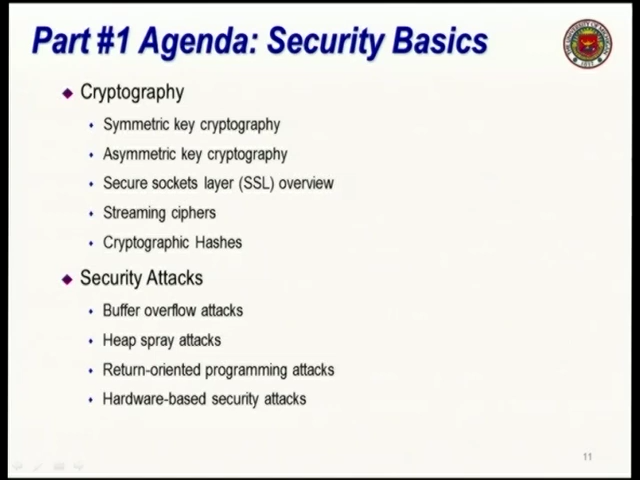 Part #1 Agenda: Security Basics
Cryptography
Symmetric key cryptography
Asymmetric key cryptography
Secure sockets layer (SSL) overview
Streaming ciphers
Cryptographic Hashes
Security Attacks
Buffer overflow attacks
Heap spray attacks
Return-oriented programming attacks
Hardware-based security attacks
11